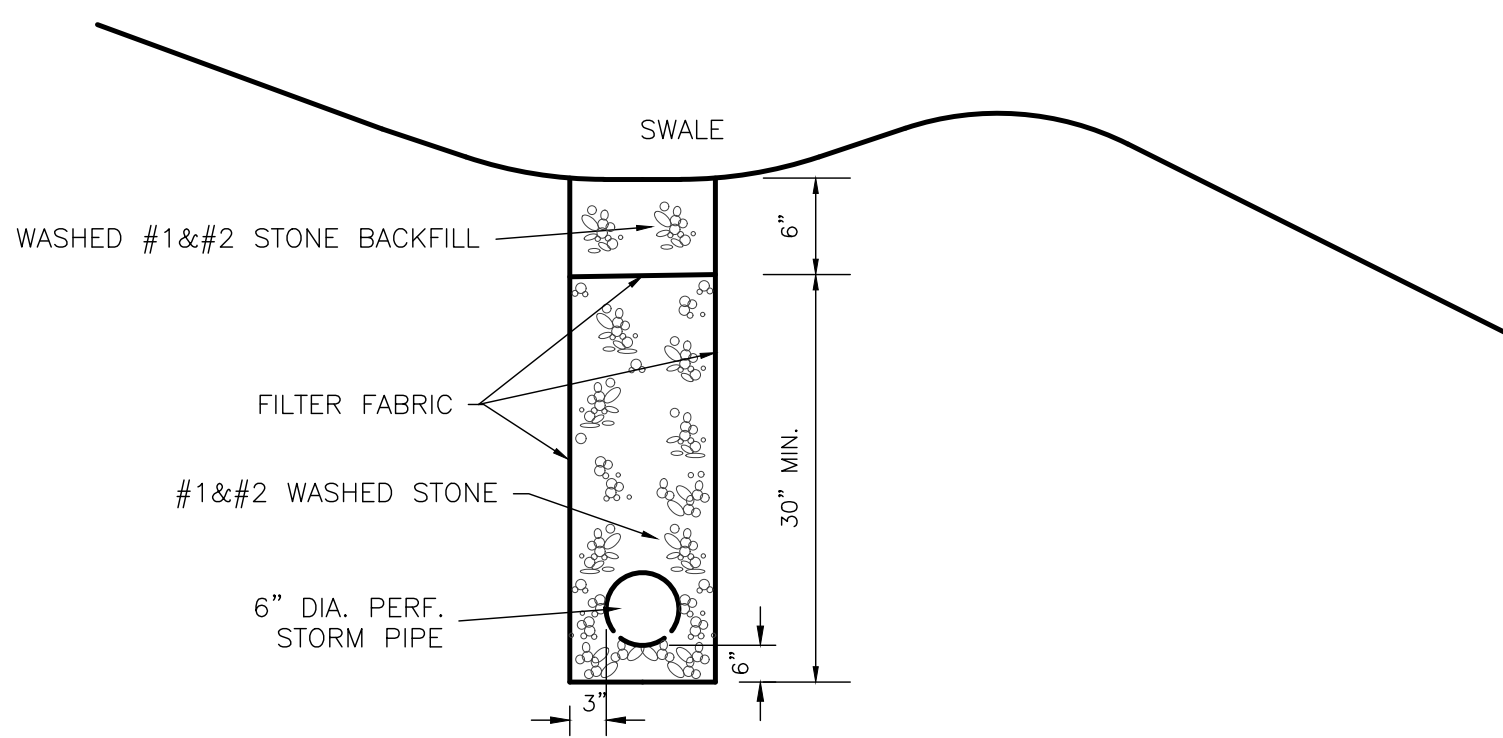 SWALE
WASHED #1&#2 STONE BACKFILL
6”
FILTER FABRIC
30” MIN.
#1&#2 WASHED STONE
6” DIA. PERF.
STORM PIPE
6”
3”